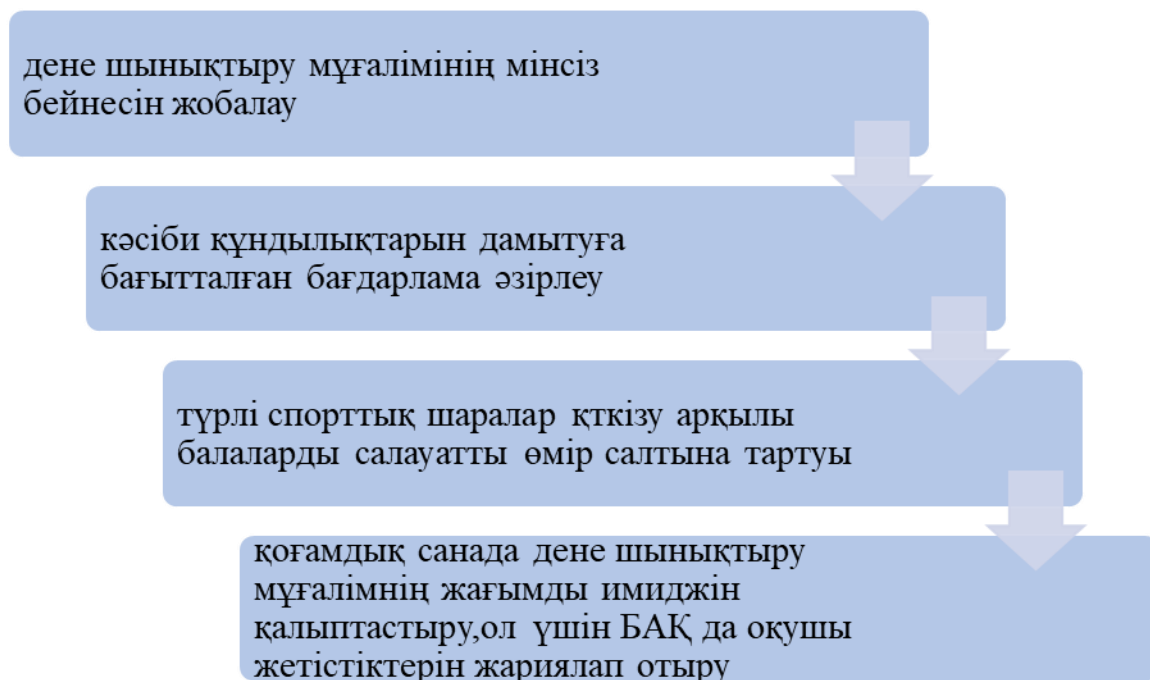 дене шынықтыру мұғалімінің мінсіз
бейнесін жобалау
кәсіби құндылықтарын дамытуға
бағытталған бағдарлама әзірлеу
түрлі спорттық шаралар қткізу арқылы
балаларды салауатты өмір салтына тартуы
қоғамдық санада дене шынықтыру
мұғалімнің жағымды имиджін
қалыптастыру,ол үшін БАҚ да оқушы
жетістіктерін жариялап отыру